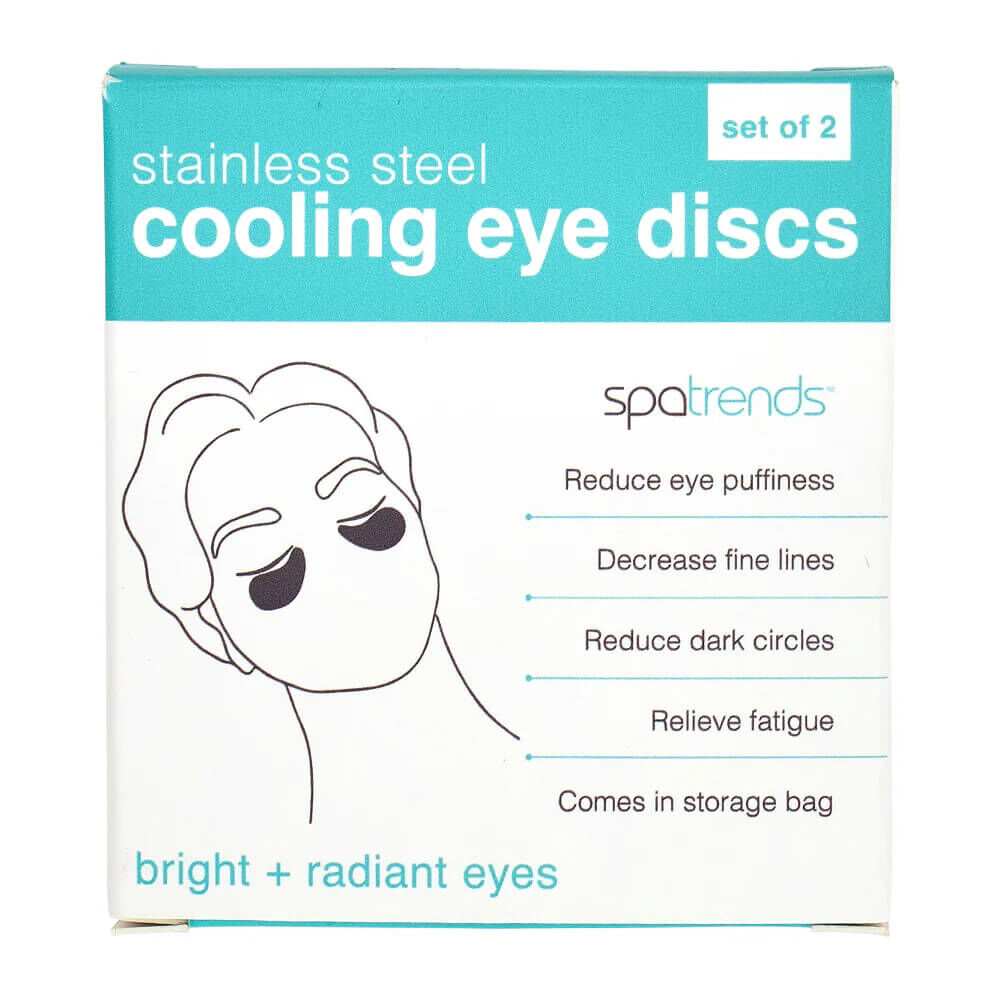 set of 2
stainless steel
cooling eye discs
spatrends™
Reduce eye puffiness
Decrease fine lines
Reduce dark circles
Relieve fatigue
Comes in storage bag
bright + radiant eyes